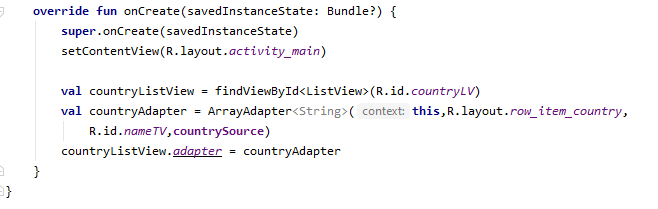 override fun onCreate(savedInstanceState: Bundle?) {
super.onCreate(savedInstanceState)
setContentView(R.layout.activity_main)
val countryListView = findViewById<ListView>(R.id.countryLV)
val countryAdapter = ArrayAdapter<String>( context: this,R.layout.row_item_country,
R.id.nameTV,countrySource)
countryListView.adapter = countryAdapter
}
}